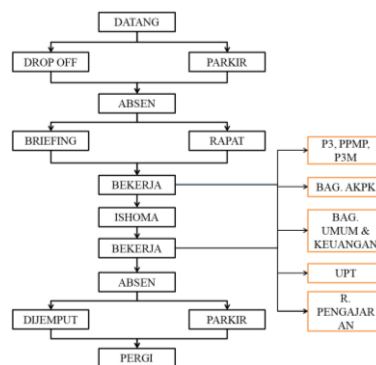 DATANG
DROP OFF
PARKIR
ABSEN
BRIEFING
RAPAT
BEKERJA
ISHOMA
BEKERJA
ABSEN
DIJEMPUT
PARKIR
PERGI
P3, PPMP,
P3M
BAG. AKPK
BAG.
UMUM &
KEUANGAN
UPT
R.
PENGAJAR
AN